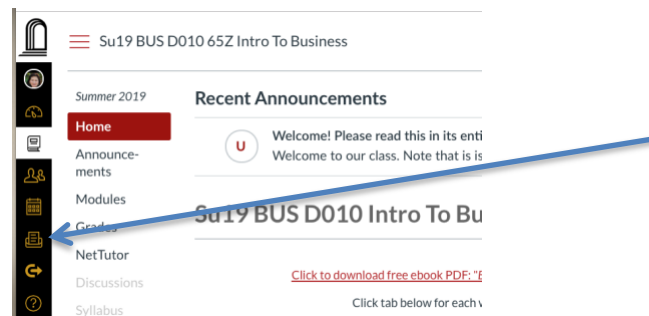 Su19 BUS D010 65Z Intro To Business
Summer 2019
Home
Announce-
ments
Modules
Grades
NetTutor
Discussions
Syllabus
Recent Announcements
U
Welcome! Please read this in its enti
Welcome to our class. Note that is is
Su19 BUS D010 Intro To Bu
Click to download free ebook PDF: "B
Click tab below for each w